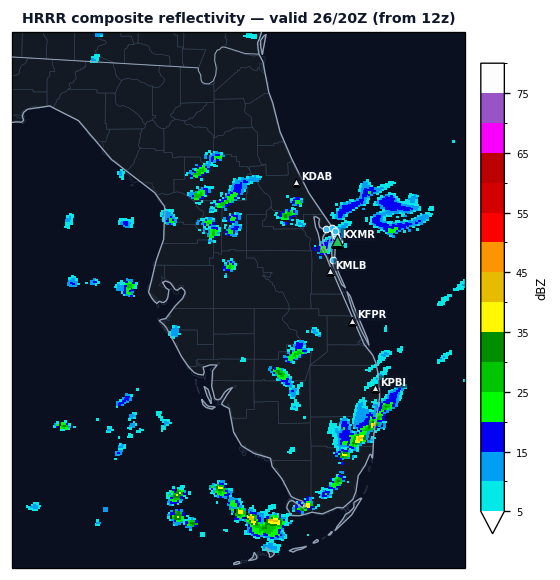 HRRR composite reflectivity — valid 26/20Z (from 12z)
KDAB
KXMR
KMLB
KFPR
KPBI
75
65
55
45
35
25
15
5
dBZ